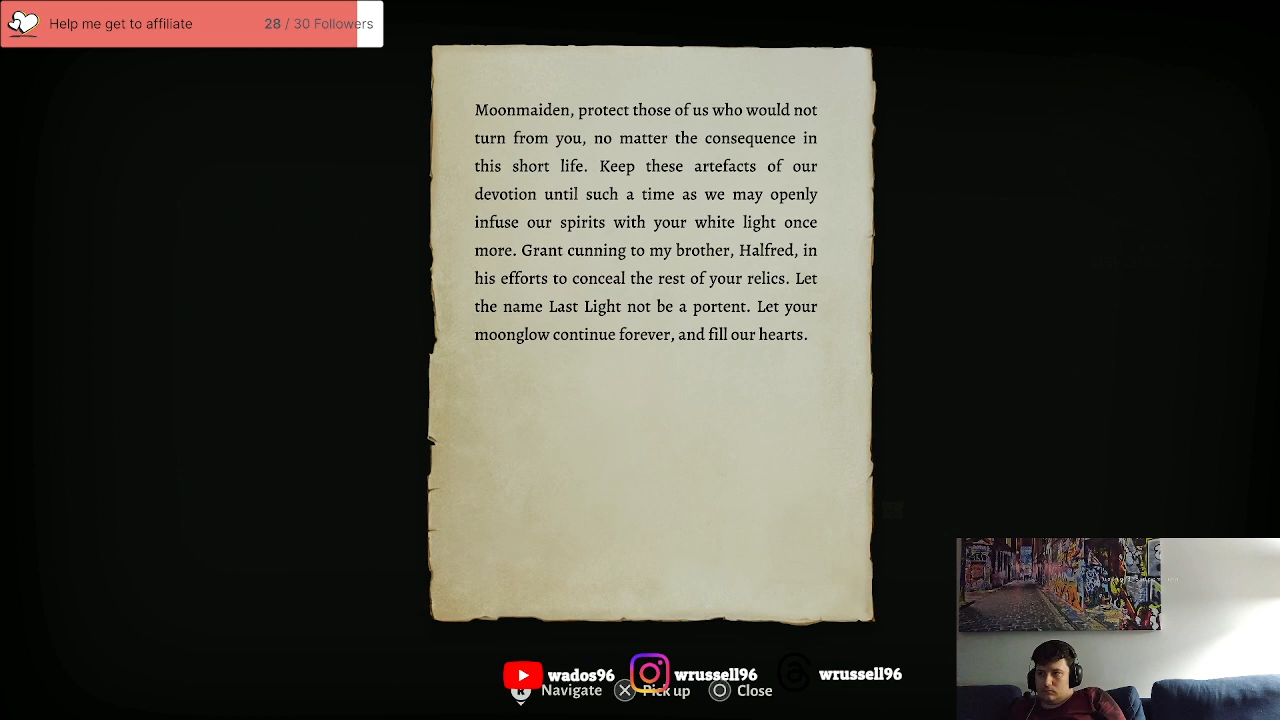 Help me get to affiliate 28 / 30 Followers
Moonmaiden, protect those of us who would not
turn from you, no matter the consequence in
this short life. Keep these artefacts of our
devotion until such a time as we may openly
infuse our spirits with your white light once
more. Grant cunning to my brother, Halfred, in
his efforts to conceal the rest of your relics. Let
the name Last Light not be a portent. Let your
moonglow continue forever, and fill our hearts.
wados96 wrussell96 wrussell96
R Navigate Pick up Close